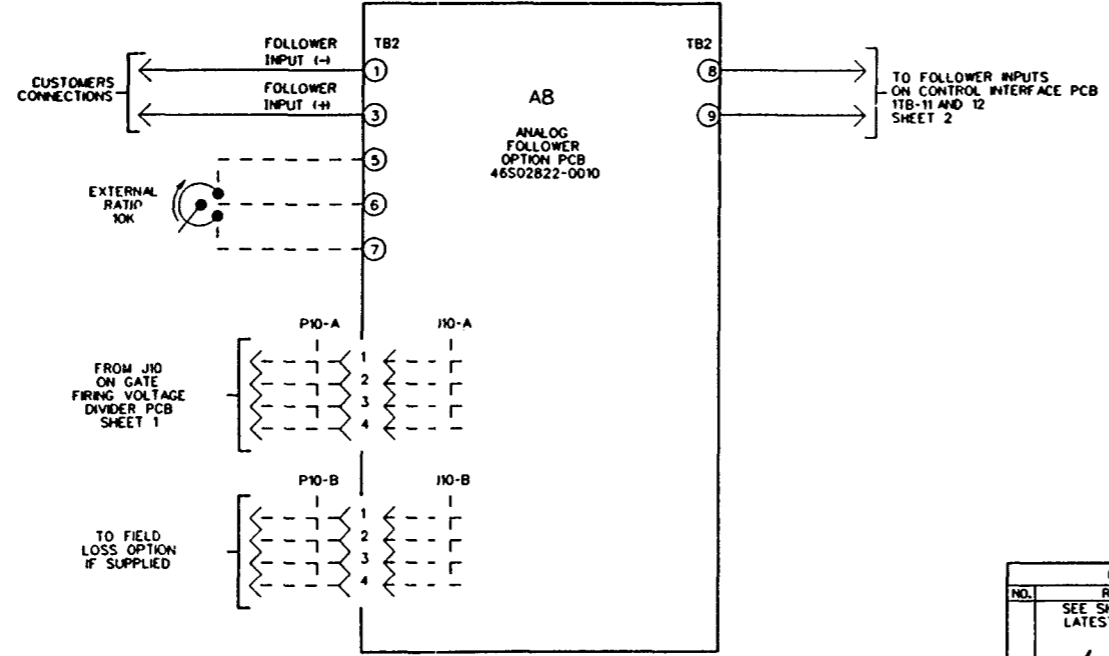 FOLLOWER
INPUT (-)
TB2
1
CUSTOMERS
CONNECTIONS
FOLLOWER
INPUT (+)
3
5
EXTERNAL
RATIO
10K
6
7
A8
ANALOG
FOLLOWER
OPTION PCB
46S02822-0010
TB2
8
9
TO FOLLOWER INPUTS
ON CONTROL INTERFACE PCB
1TB-11 AND 12
SHEET 2
P10-A
J10-A
FROM J10
ON GATE
FIRING VOLTAGE
DIVIDER PCB
SHEET 1
1
2
3
4
P10-B
J10-B
TO FIELD
LOSS OPTION
IF SUPPLIED
1
2
3
4
NO.
R
SEE SH
LATEST